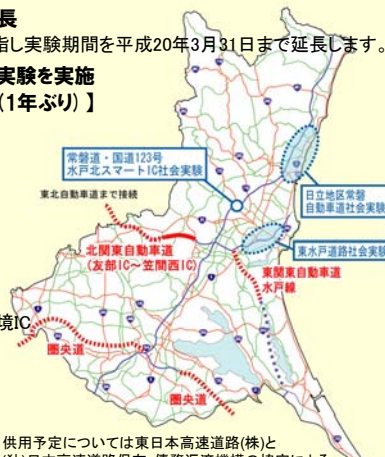 長
指し実験期間を平成20年3月31日まで延長します。
実験を実施
(1年ぶり) 】
常磐道・国道123号
水戸北スマートIC社会実験
東北自動車道まで接続
北関東自動車道
(友部IC~笠間西IC)
日立地区常磐
自動車道社会実験
東水戸道路社会実験
東関東自動車道
水戸線
境IC
圏央道
圏央道
供用予定については東日本高速道路(株)と